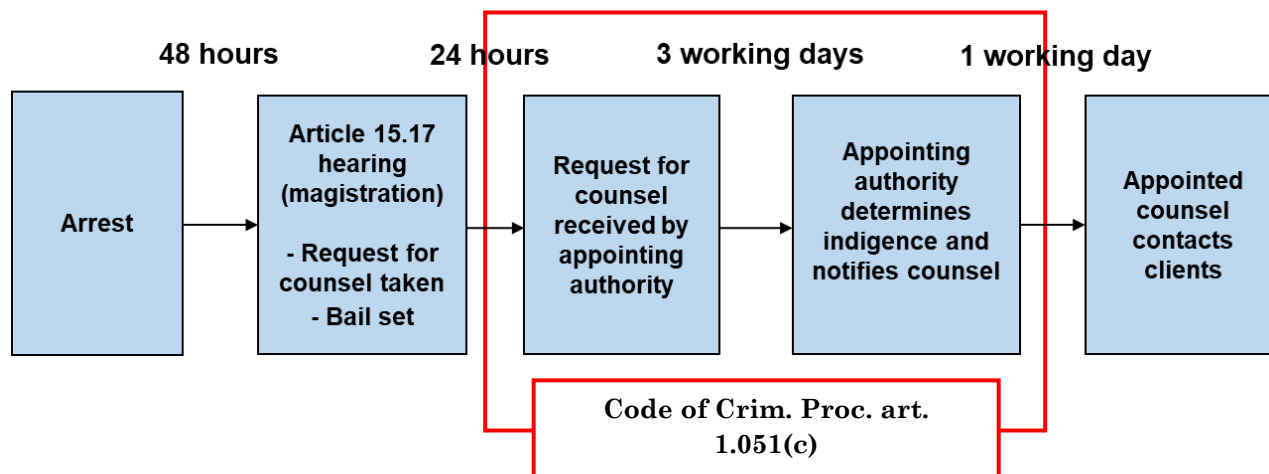 48 hours
24 hours
3 working days
1 working day
Arrest
Article 15.17
hearing
(magistration)
- Request for
counsel taken
- Bail set
Request for
counsel
received by
appointing
authority
Appointing
authority
determines
indigence and
notifies counsel
Appointed
counsel
contacts
clients
Code of Crim. Proc. art.
1.051(c)